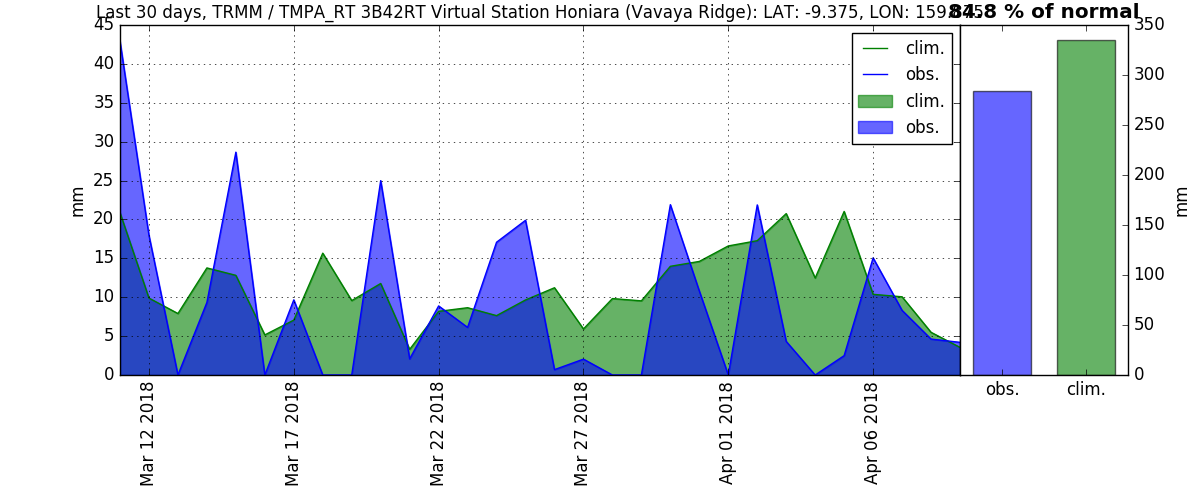 Last 30 days, TRMM / TMPA_RT 3B42RT Virtual Station Honiara (Vavaya Ridge): LAT: -9.375, LON:
84.8 % of normal
45
40
35
30
25
20
15
10
5
0
mm
clim.
obs.
clim.
obs.
Mar 12 2018
Mar 17 2018
Mar 22 2018
Mar 27 2018
Apr 01 2018
Apr 06 2018
350
300
250
200
150
100
50
0
mm
obs.
clim.